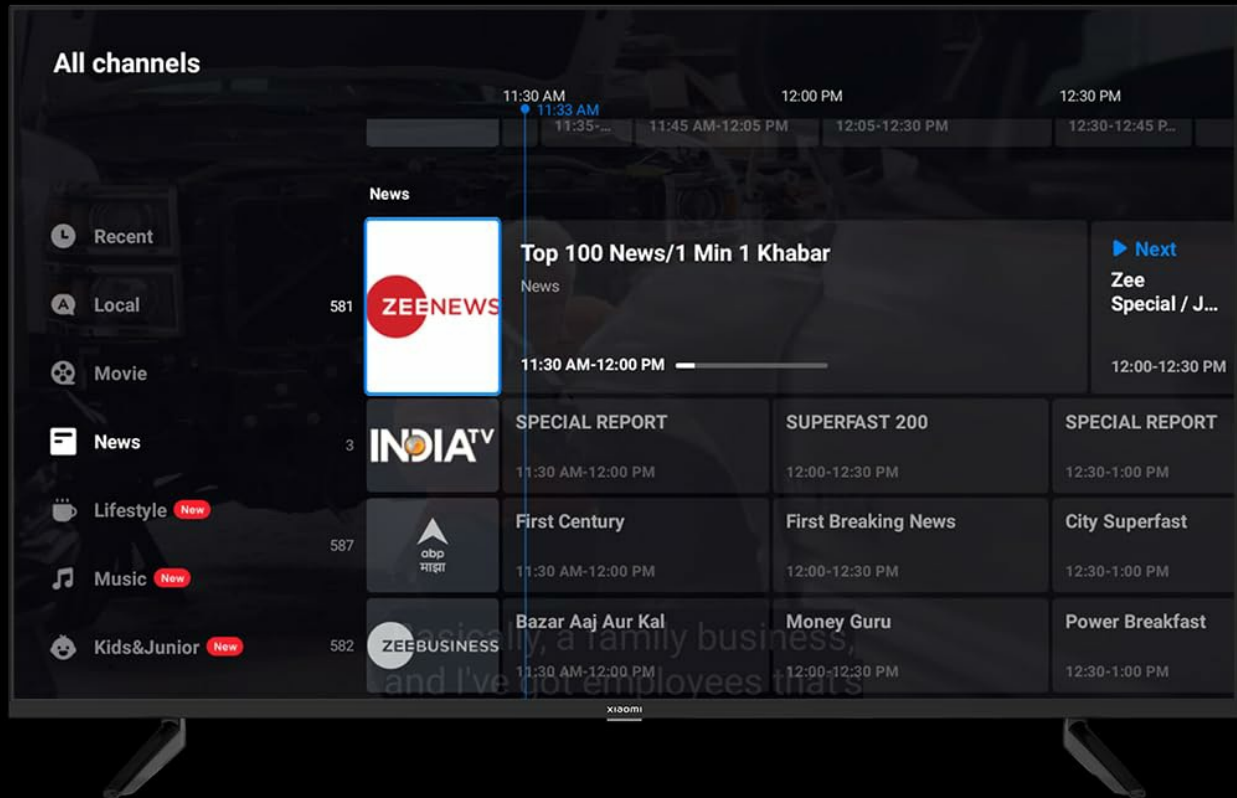 All channels
11:30 AM
12:00 PM
12:30 PM
11:33 AM
11:35-...
11:45 AM-12:05 PM
12:05-12:30 PM
12:30-12:45 P...
News
Recent
Local
Movie
News
Lifestyle New
Music New
Kids&Junior New
581
ZEENEWS
Top 100 News/1 Min 1 Khabar
News
11:30 AM-12:00 PM
Next
Zee
Special / J...
12:00-12:30 PM
3
INDIA TV
SPECIAL REPORT
11:30 AM-12:00 PM
SUPERFAST 200
12:00-12:30 PM
SPECIAL REPORT
12:30-1:00 PM
587
abp
माझा
First Century
11:30 AM-12:00 PM
First Breaking News
12:00-12:30 PM
City Superfast
12:30-1:00 PM
582
ZEEBUSINESS
Bazar Aaj Aur Kal
11:30 AM-12:00 PM
Money Guru
12:00-12:30 PM
Power Breakfast
12:30-1:00 PM
Basically, a family business,
and I've got employees that's
xiaomi